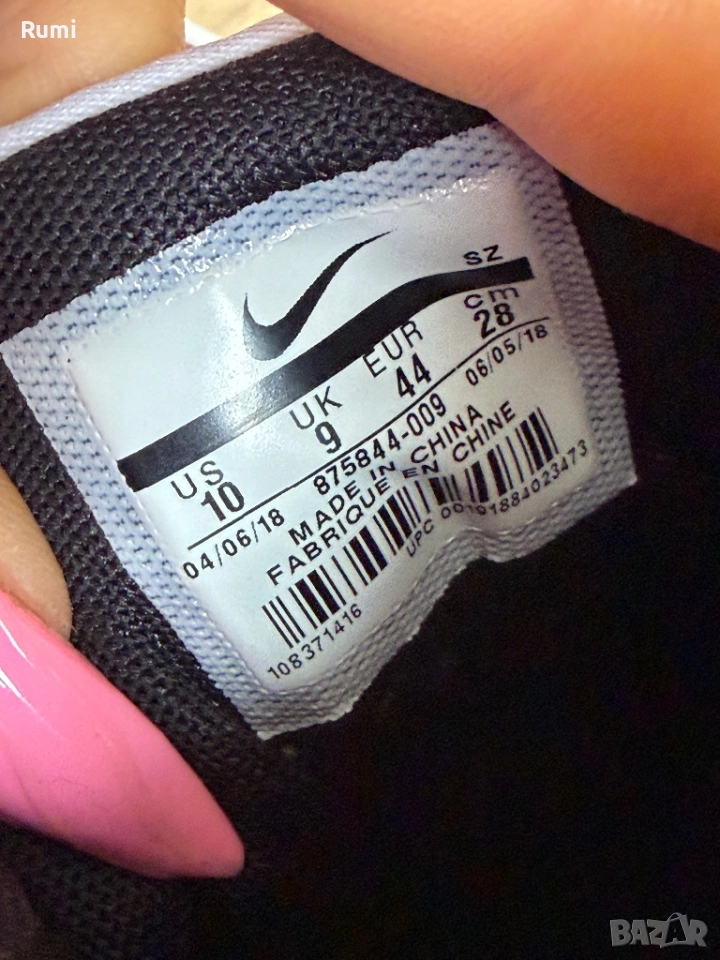 Rumi
SZ
US UK EUR cm
10 9 44 28
04/06/18 875844-009 06/05/18
MADE IN CHINA
FABRIQUE EN CHINE
UPC 00191884023473
108371416
BAZAR